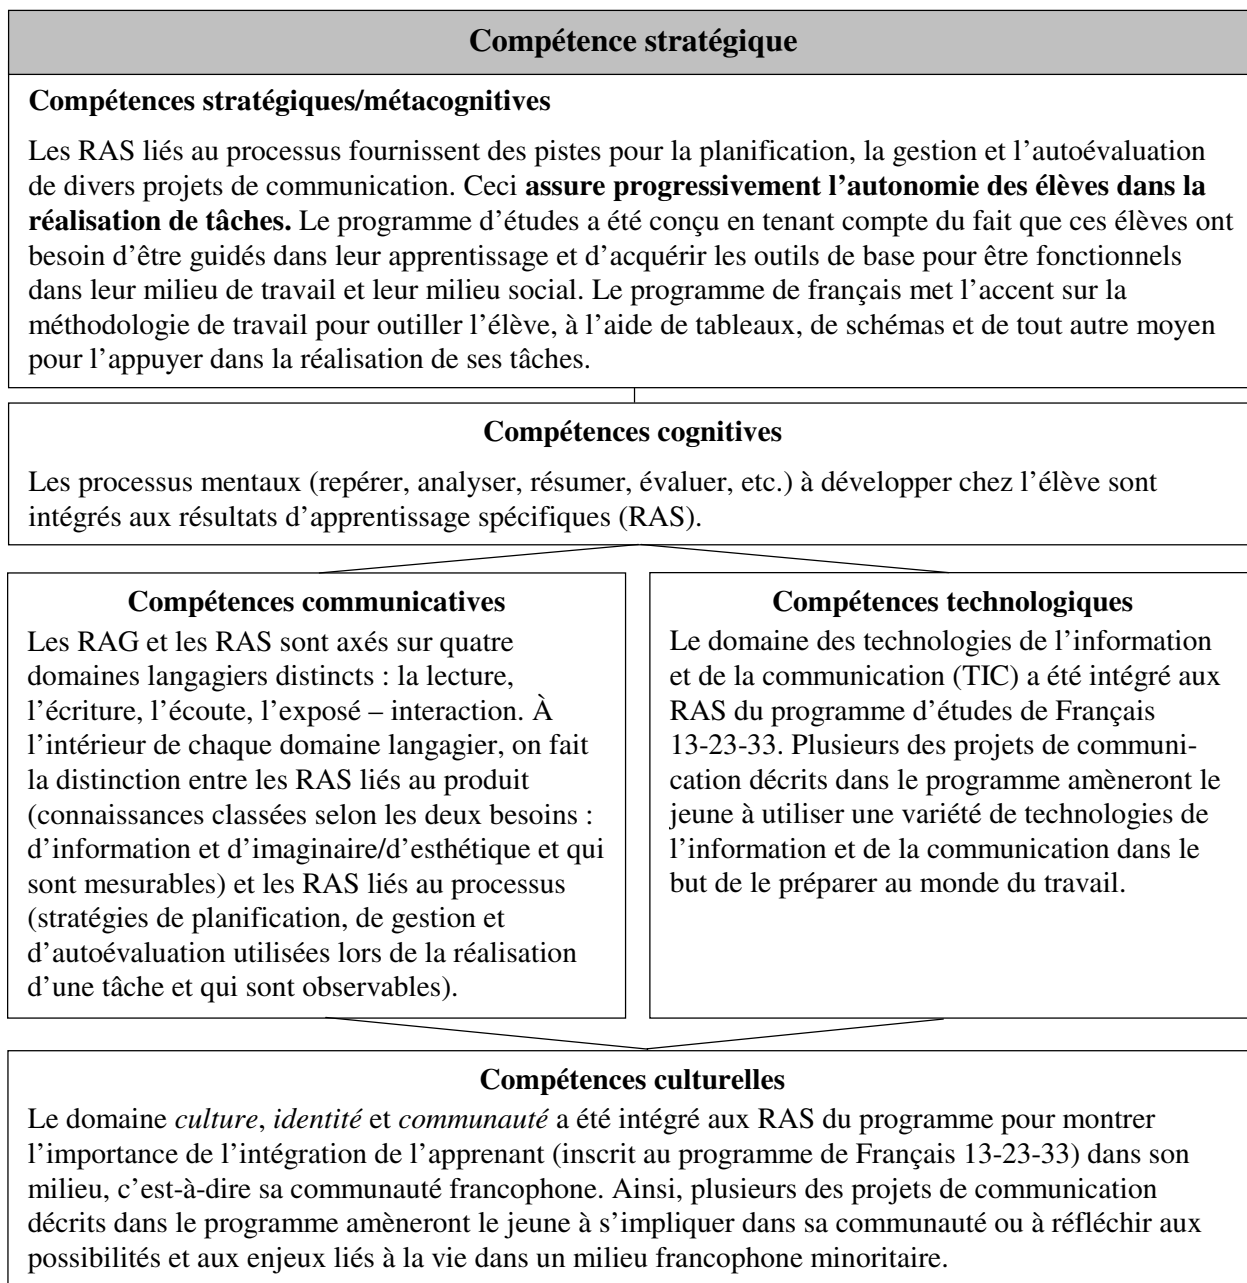 Compétence stratégique
Compétences stratégiques/métacognitives
Les RAS liés au processus fournissent des pistes pour la planification, la gestion et l’autoévaluation
de divers projets de communication. Ceci assure progressivement l’autonomie des élèves dans la
réalisation de tâches. Le programme d’études a été conçu en tenant compte du fait que ces élèves ont
besoin d’être guidés dans leur apprentissage et d’acquérir les outils de base pour être fonctionnels
dans leur milieu de travail et leur milieu social. Le programme de français met l’accent sur la
méthodologie de travail pour outiller l’élève, à l’aide de tableaux, de schémas et de tout autre moyen
pour l’appuyer dans la réalisation de ses tâches.
Compétences cognitives
Les processus mentaux (repérer, analyser, résumer, évaluer, etc.) à développer chez l’élève sont
intégrés aux résultats d’apprentissage spécifiques (RAS).
Compétences communicatives
Les RAG et les RAS sont axés sur quatre
domaines langagiers distincts : la lecture,
l’écriture, l’écoute, l’exposé – interaction. À
l’intérieur de chaque domaine langagier, on fait
la distinction entre les RAS liés au produit
(connaissances classées selon les deux besoins :
d’information et d’imaginaire/d’esthétique et qui
sont mesurables) et les RAS liés au processus
(stratégies de planification, de gestion et
d’autoévaluation utilisées lors de la réalisation
d’une tâche et qui sont observables).
Compétences technologiques
Le domaine des technologies de l’information
et de la communication (TIC) a été intégré aux
RAS du programme d’études de Français
13-23-33. Plusieurs des projets de communi-
cation décrits dans le programme amèneront le
jeune à utiliser une variété de technologies de
l’information et de la communication dans le
but de le préparer au monde du travail.
Compétences culturelles
Le domaine culture, identité et communauté a été intégré aux RAS du programme pour montrer
l’importance de l’intégration de l’apprenant (inscrit au programme de Français 13-23-33) dans son
milieu, c’est-à-dire sa communauté francophone. Ainsi, plusieurs des projets de communication
décrits dans le programme amèneront le jeune à s’impliquer dans sa communauté ou à réfléchir aux
possibilités et aux enjeux liés à la vie dans un milieu francophone minoritaire.